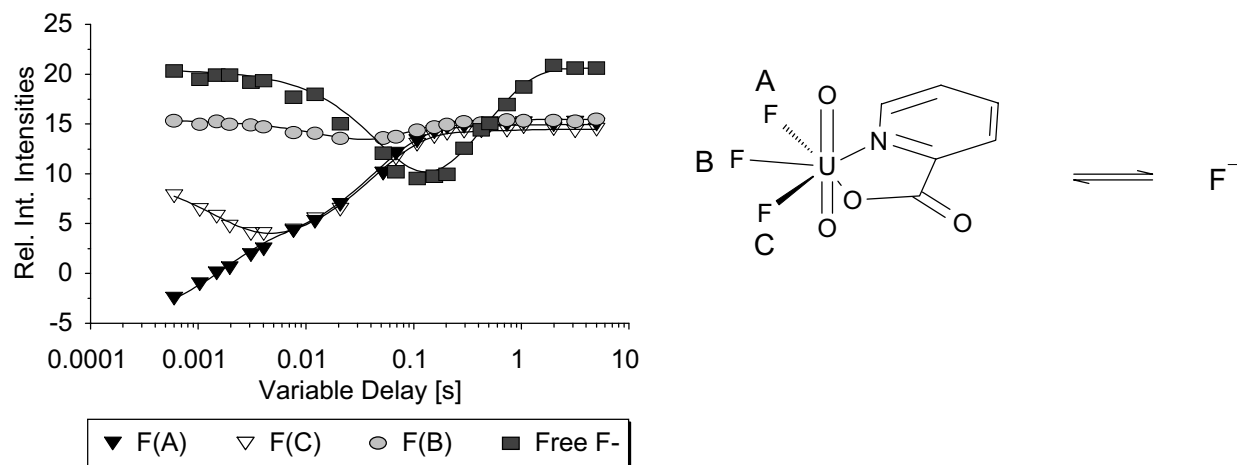 Rel. Int. Intensities
25
20
15
10
5
0
-5
0.0001 0.001 0.01 0.1 1 10
Variable Delay [s]
F(A) F(C) F(B) Free F-
A
F
B F
F
C
O
U
N
O
O
O
F−